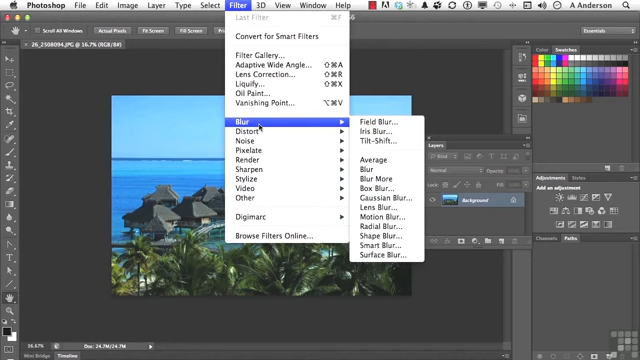 Photoshop File Edit Image Layer Type Select Filter 3D View Window Help A Anderson
Scroll All Windows Actual Pixels Fit Screen Fill Screen Essentials
26_2508094.JPG @ 16.7% (RGB/8#)
Last Filter ⌘F
Convert for Smart Filters
Filter Gallery...
Adaptive Wide Angle... ⇧⌘A
Lens Correction... ⇧⌘R
Liquify... ⇧⌘X
Oil Paint...
Vanishing Point... ⌥⌘V
Blur
Distort
Noise
Pixelate
Render
Sharpen
Stylize
Video
Other
Digimarc
Browse Filters Online...
Field Blur...
Iris Blur...
Tilt-Shift...
Average
Blur
Blur More
Box Blur...
Gaussian Blur...
Lens Blur...
Motion Blur...
Radial Blur...
Shape Blur...
Smart Blur...
Surface Blur...
Color Swatches
Layers
Background
Adjustments Styles
Add an adjustment
Channels Paths
16.67% Doc: 24.7M/24.7M
Mini Bridge Timeline